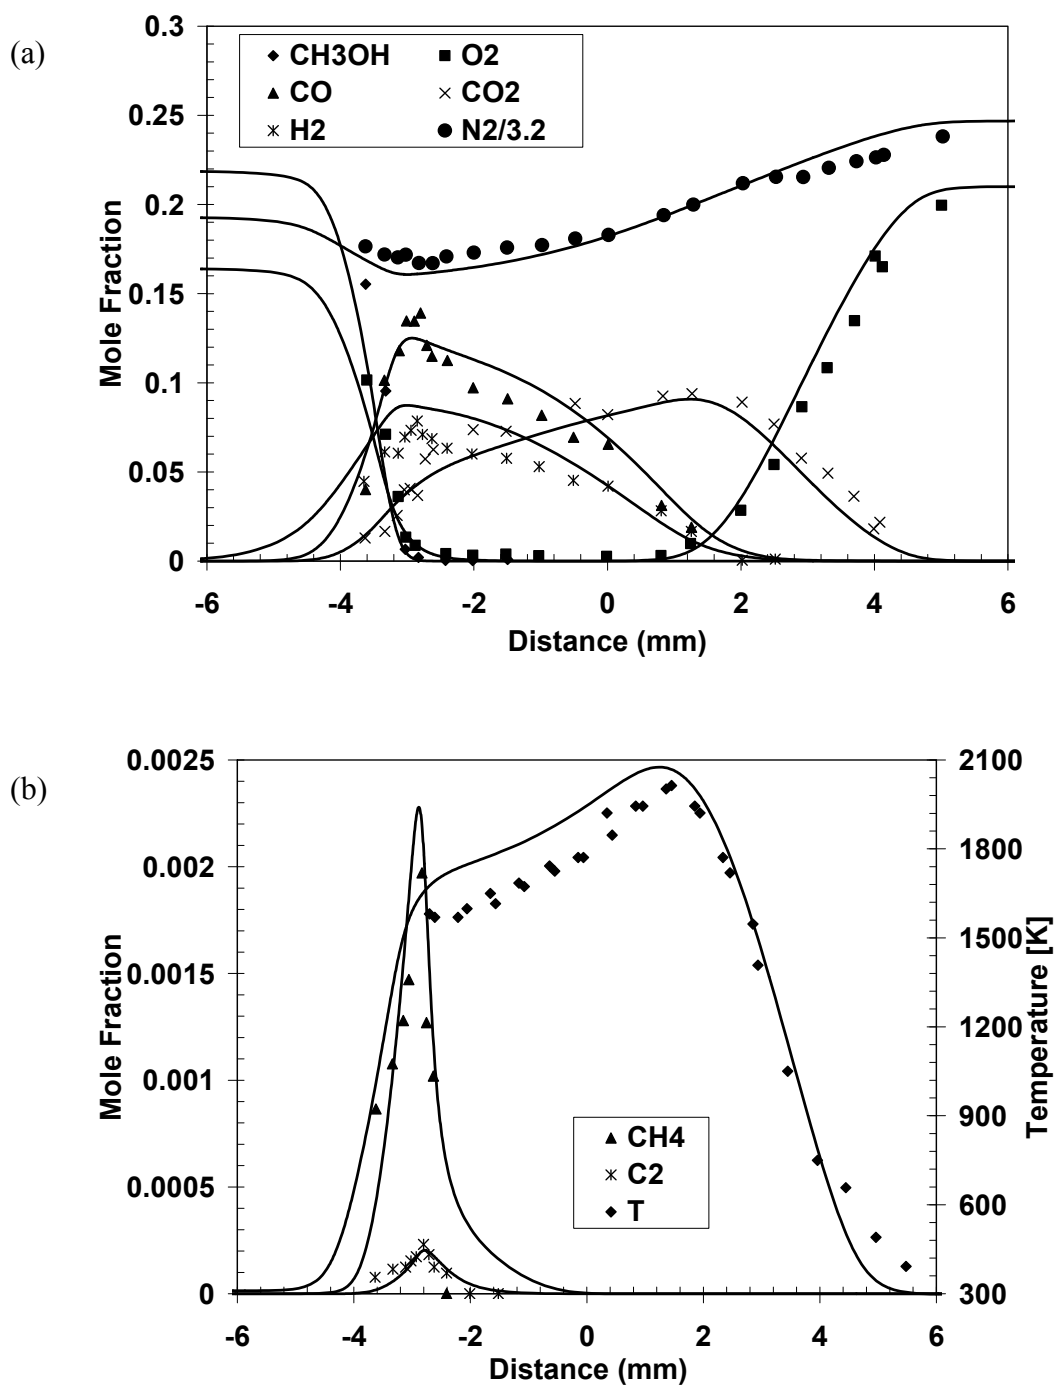 (a)
0.3
0.25
0.2
0.15
0.1
0.05
0
Mole Fraction
CH3OH O2
CO CO2
H2 N2/3.2
-6 -4 -2 0 2 4 6
Distance (mm)
(b)
0.0025
0.002
0.0015
0.001
0.0005
0
Mole Fraction
CH4
C2
T
2100
1800
1500
1200
900
600
300
Temperature [K]
-6 -4 -2 0 2 4 6
Distance (mm)